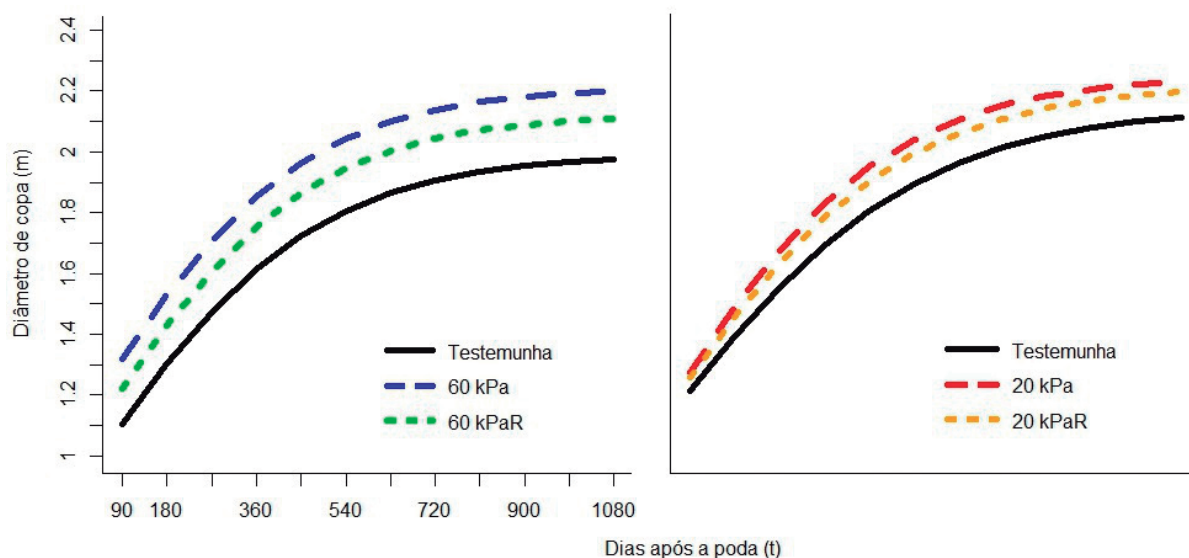 Diâmetro de copa (m)
2.4
2.2
2
1.8
1.6
1.4
1.2
1
Testemunha
60 kPa
60 kPaR
90 180 360 540 720 900 1080
Testemunha
20 kPa
20 kPaR
Dias após a poda (t)